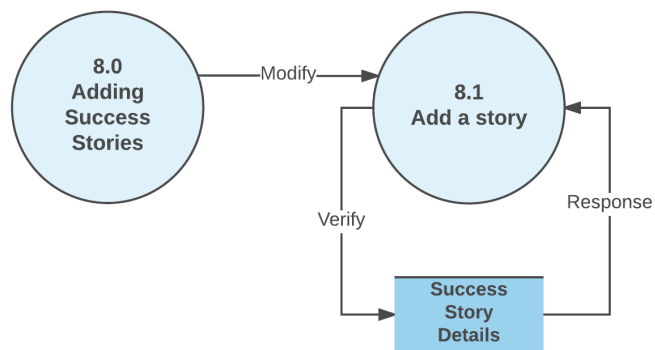 8.0
Adding
Success
Stories
Modify
8.1
Add a story
Verify
Response
Success
Story
Details